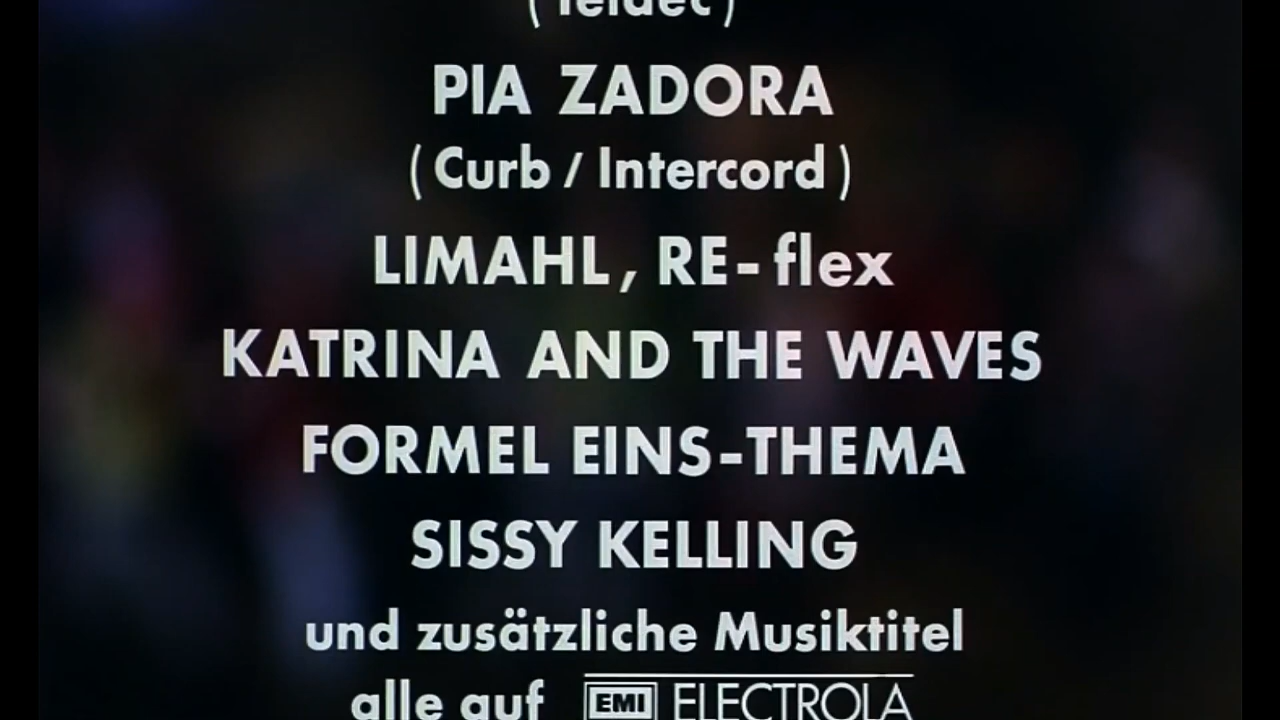 ( Teldec )
PIA ZADORA
( Curb / Intercord )
LIMAHL, RE-flex
KATRINA AND THE WAVES
FORMEL EINS-THEMA
SISSY KELLING
und zusätzliche Musiktitel
alle auf EMI ELECTROLA